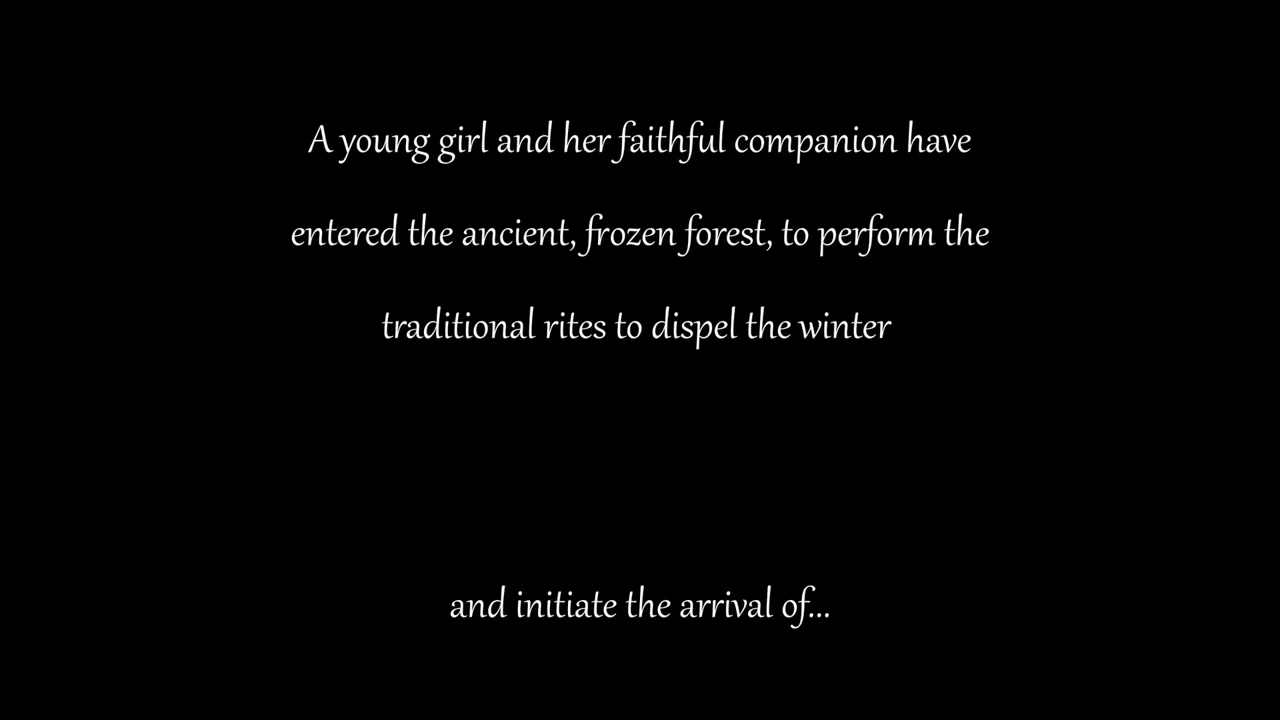 A young girl and her faithful companion have
entered the ancient, frozen forest, to perform the
traditional rites to dispel the winter
and initiate the arrival of...